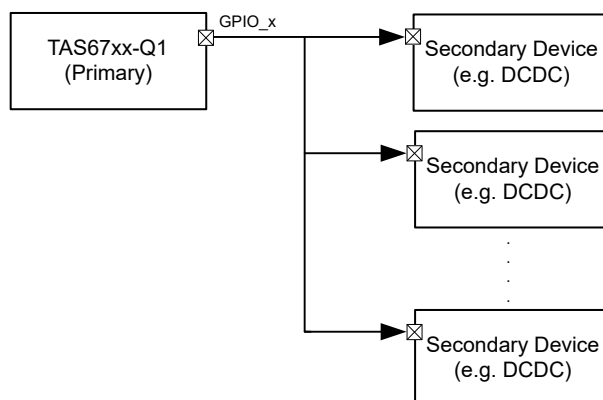 TAS67xx-Q1
(Primary)
GPIO_x
Secondary Device
(e.g. DCDC)
Secondary Device
(e.g. DCDC)
Secondary Device
(e.g. DCDC)